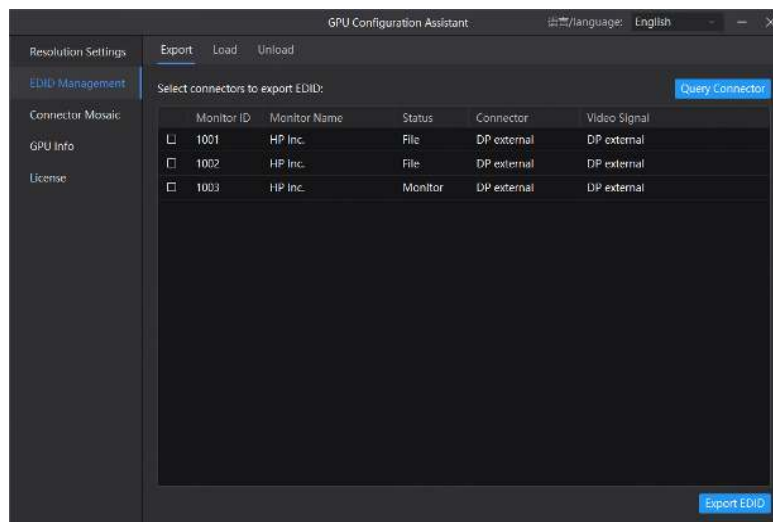 GPU Configuration Assistant
语言/language: English
Resolution Settings
EDID Management
Connector Mosaic
GPU Info
License
Export Load Unload
Select connectors to export EDID:
Query Connector
Monitor ID Monitor Name Status Connector Video Signal
1001 HP Inc. File DP external DP external
1002 HP Inc. File DP external DP external
1003 HP Inc. Monitor DP external DP external
Export EDID